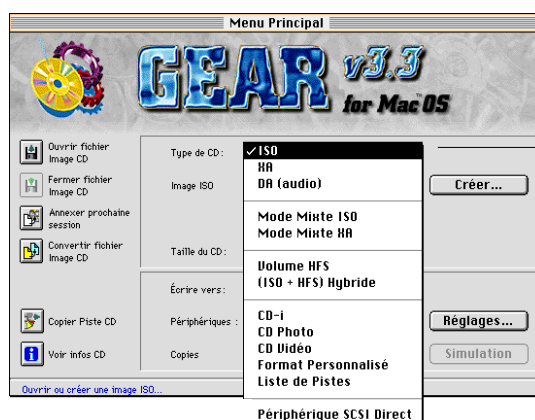 Menu Principal
GEAR v3.3
for Mac OS
Ouvrir fichier
Image CD
Fermer fichier
Image CD
Annexer prochaine
session
Convertir fichier
Image CD
Copier Piste CD
Voir infos CD
Type de CD :
Image ISO
Taille du CD :
Écrire vers :
Périphériques :
Copies
✓ISO
XA
DA (audio)
Mode Mixte ISO
Mode Mixte XA
Volume HFS
(ISO + HFS) Hybride
CD-i
CD Photo
CD Vidéo
Format Personnalisé
Liste de Pistes
Périphérique SCSI Direct
Créer...
Réglages...
Simulation
Ouvrir ou créer une image ISO...